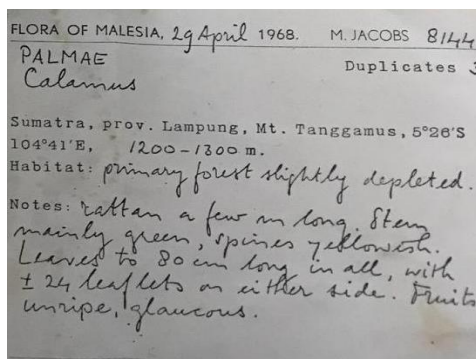 FLORA OF MALESIA, 29 April 1968. M. JACOBS 8144
PALMAE Duplicates
Calamus
Sumatra, prov. Lampung, Mt. Tanggamus, 5°26'S
104°41'E, 1200-1300 m.
Habitat: primary forest slightly depleted.
Notes: rattan a few m long. Stem
mainly green, spines yellowish.
Leaves to 80 cm long in all, with
± 24 leaflets on either side. Fruits
unripe, glaucous.